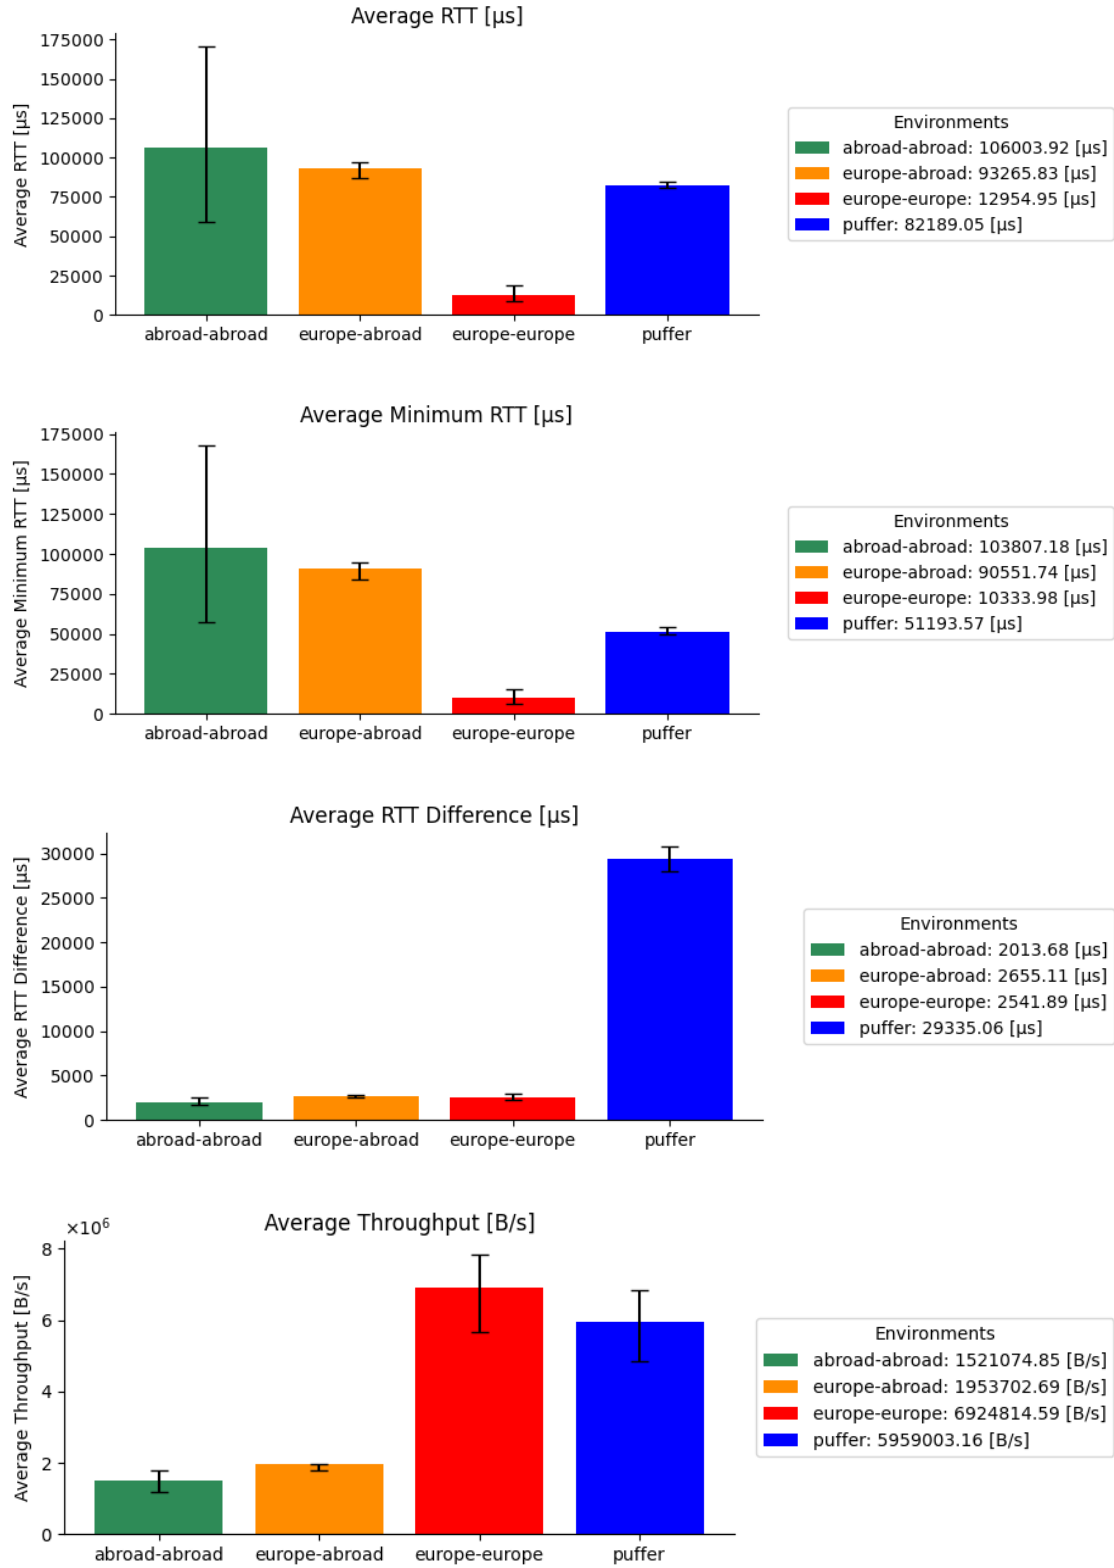 Average RTT [µs]
Average RTT [µs]
175000
150000
125000
100000
75000
50000
25000
0
abroad-abroad
europe-abroad
europe-europe
puffer
Environments
abroad-abroad: 106003.92 [µs]
europe-abroad: 93265.83 [µs]
europe-europe: 12954.95 [µs]
puffer: 82189.05 [µs]
Average Minimum RTT [µs]
Average Minimum RTT [µs]
175000
150000
125000
100000
75000
50000
25000
0
abroad-abroad
europe-abroad
europe-europe
puffer
Environments
abroad-abroad: 103807.18 [µs]
europe-abroad: 90551.74 [µs]
europe-europe: 10333.98 [µs]
puffer: 51193.57 [µs]
Average RTT Difference [µs]
Average RTT Difference [µs]
30000
25000
20000
15000
10000
5000
0
abroad-abroad
europe-abroad
europe-europe
puffer
Environments
abroad-abroad: 2013.68 [µs]
europe-abroad: 2655.11 [µs]
europe-europe: 2541.89 [µs]
puffer: 29335.06 [µs]
Average Throughput [B/s]
×10⁶
Average Throughput [B/s]
8
6
4
2
0
abroad-abroad
europe-abroad
europe-europe
puffer
Environments
abroad-abroad: 1521074.85 [B/s]
europe-abroad: 1953702.69 [B/s]
europe-europe: 6924814.59 [B/s]
puffer: 5959003.16 [B/s]